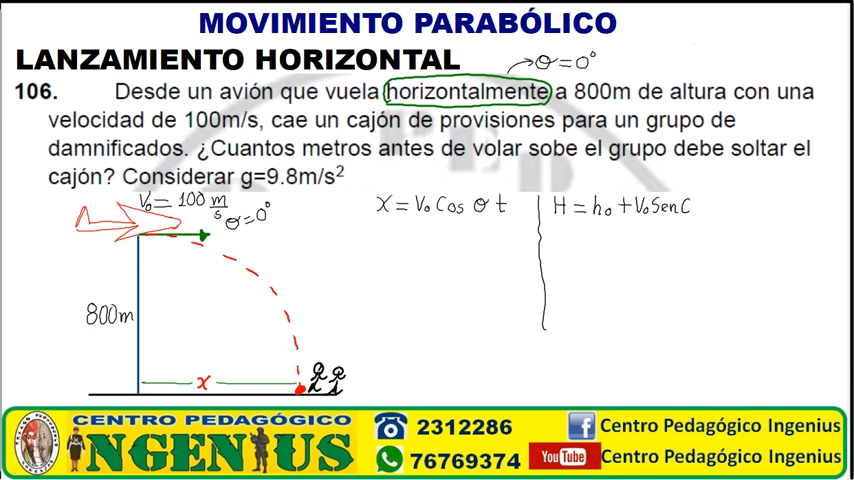 MOVIMIENTO PARABÓLICO
LANZAMIENTO HORIZONTAL
θ = 0°
106. Desde un avión que vuela horizontalmente a 800m de altura con una
velocidad de 100m/s, cae un cajón de provisiones para un grupo de
damnificados. ¿Cuantos metros antes de volar sobe el grupo debe soltar el
cajón? Considerar g=9.8m/s²
V₀ = 100 m/s θ = 0°
X = V₀ Cos θ t
H = h₀ + V₀ Sen C
800m
x
CENTRO PEDAGÓGICO
INGENIUS
2312286
76769374
Centro Pedagógico Ingenius
YouTube Centro Pedagógico Ingenius